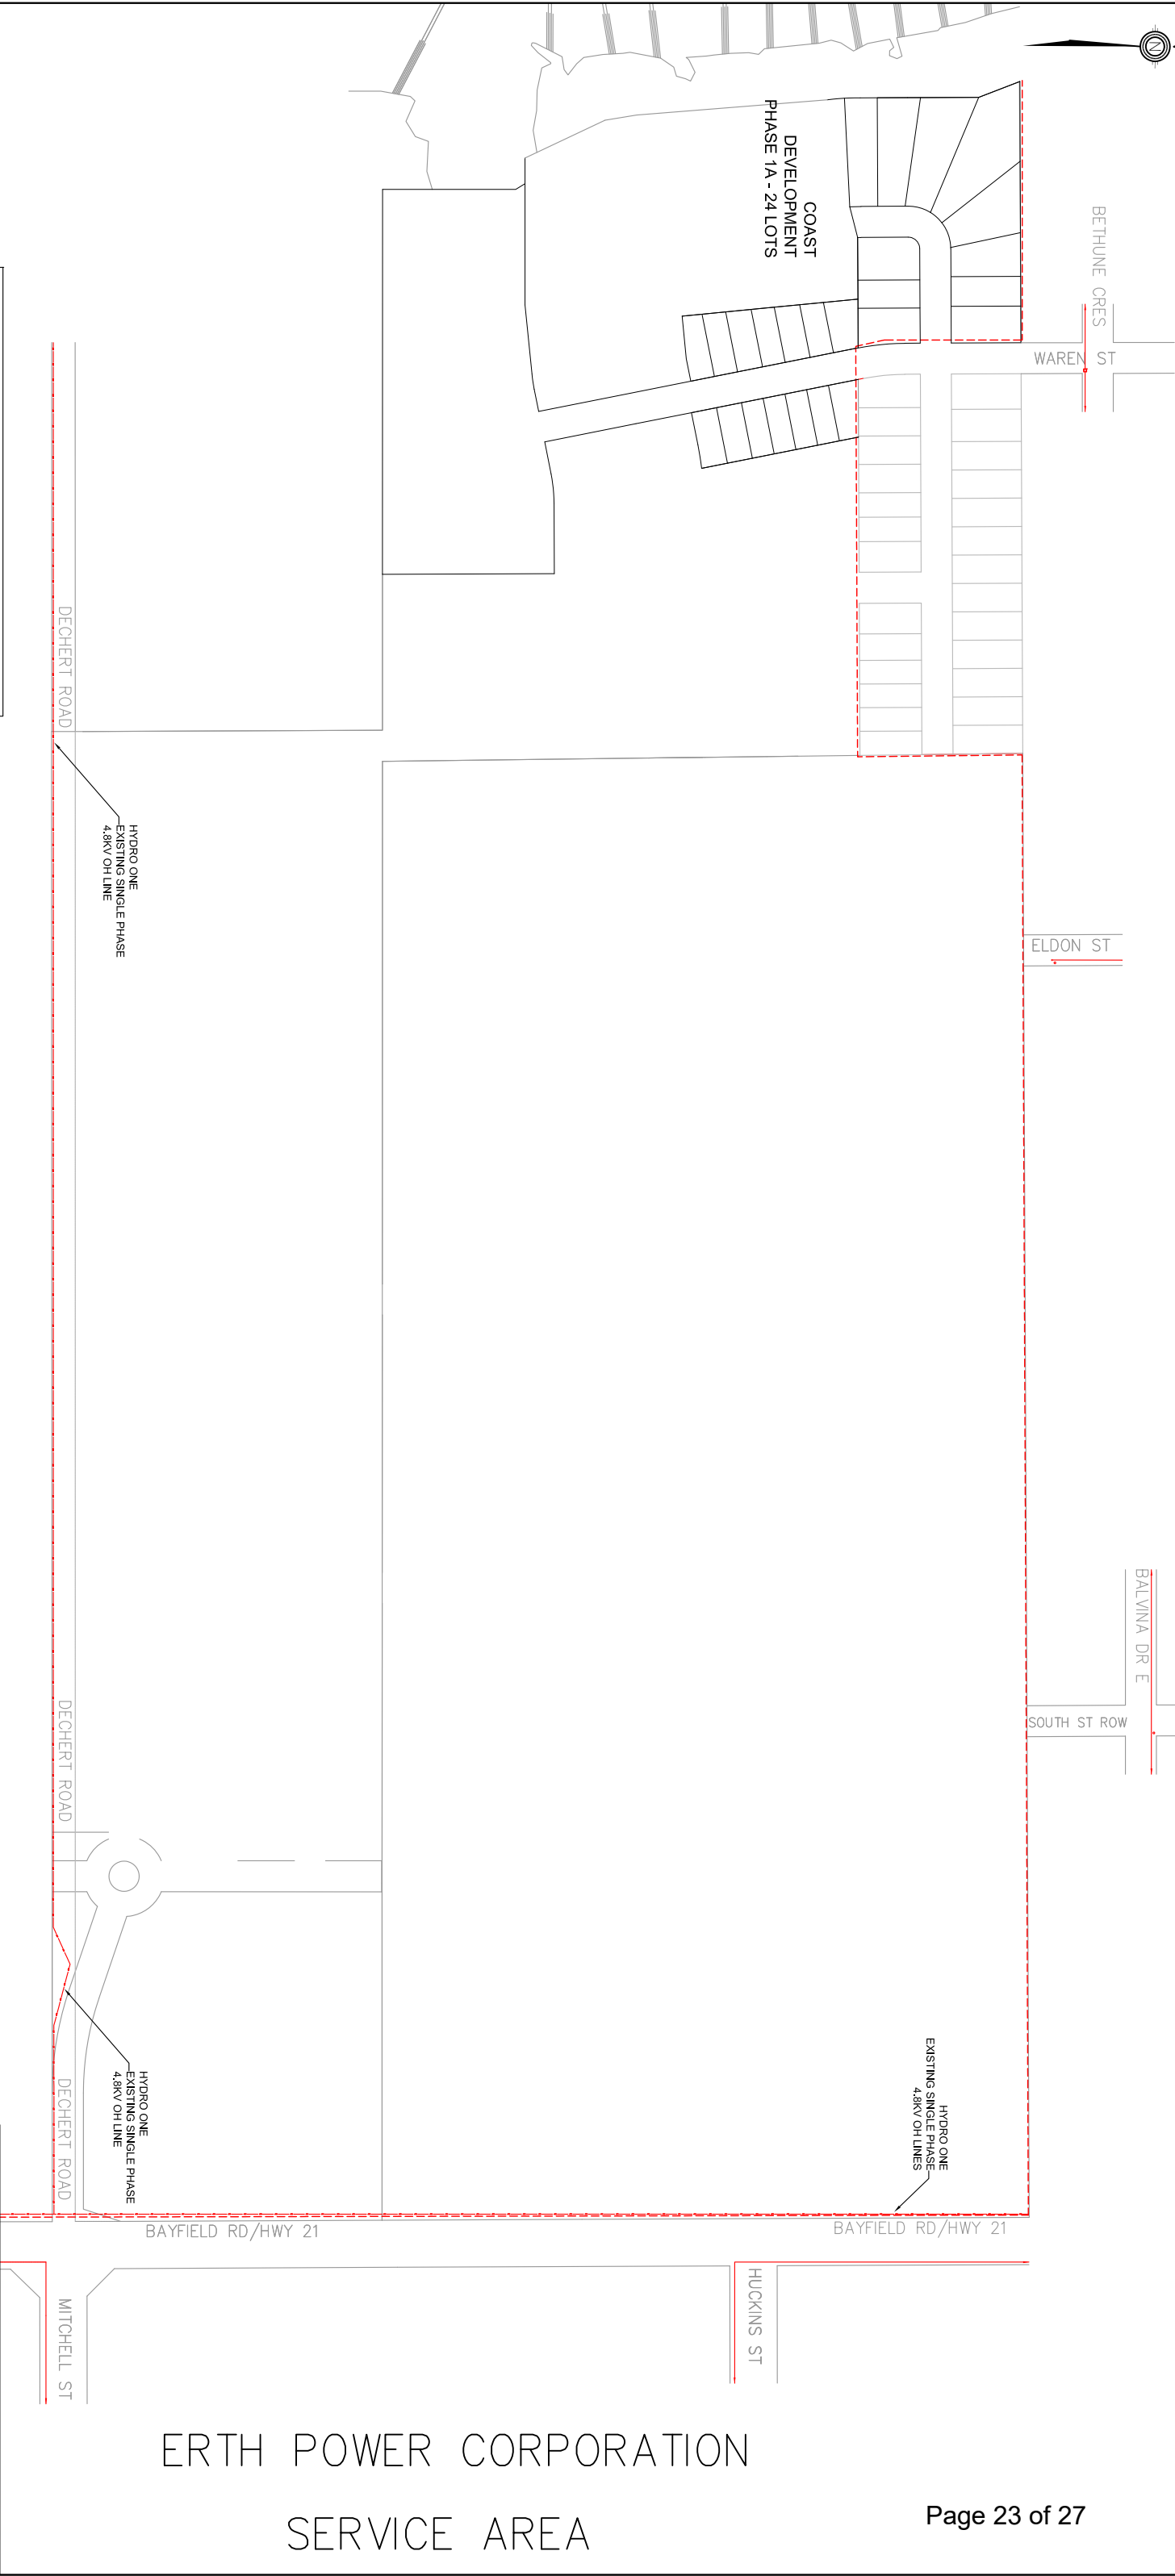 N
BETHUNE CRES
WAREN ST
COAST
DEVELOPMENT
PHASE 1A - 24 LOTS
DECHERT ROAD
HYDRO ONE
EXISTING SINGLE PHASE
4.8KV OH LINE
ELDON ST
BALVINA DR E
SOUTH ST ROW
DECHERT ROAD
HYDRO ONE
EXISTING SINGLE PHASE
4.8KV OH LINES
HYDRO ONE
EXISTING SINGLE PHASE
4.8KV OH LINE
DECHERT ROAD
BAYFIELD RD/HWY 21
BAYFIELD RD/HWY 21
HUCKINS ST
MITCHELL ST
ERTH POWER CORPORATION
SERVICE AREA
Page 23 of 27